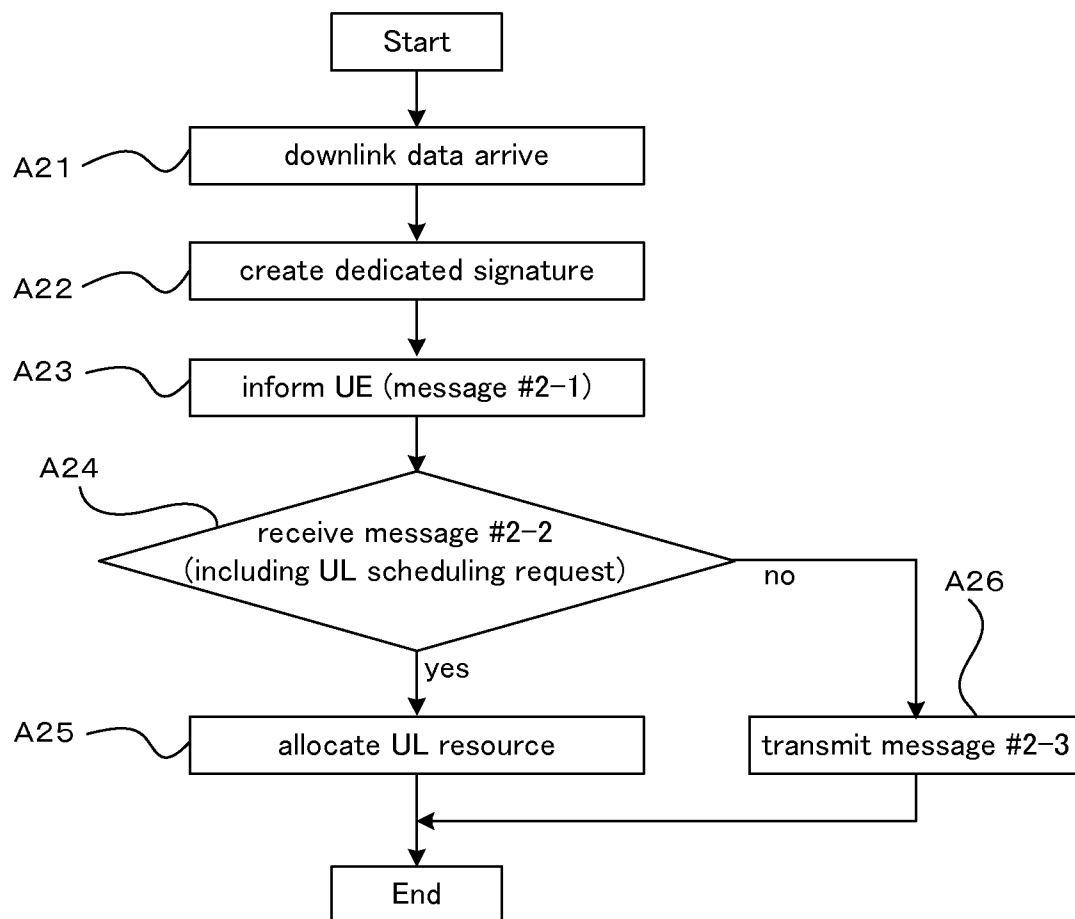 Start
A21
downlink data arrive
A22
create dedicated signature
A23
inform UE (message #2-1)
A24
receive message #2-2
(including UL scheduling request)
no
A26
yes
A25
allocate UL resource
transmit message #2-3
End